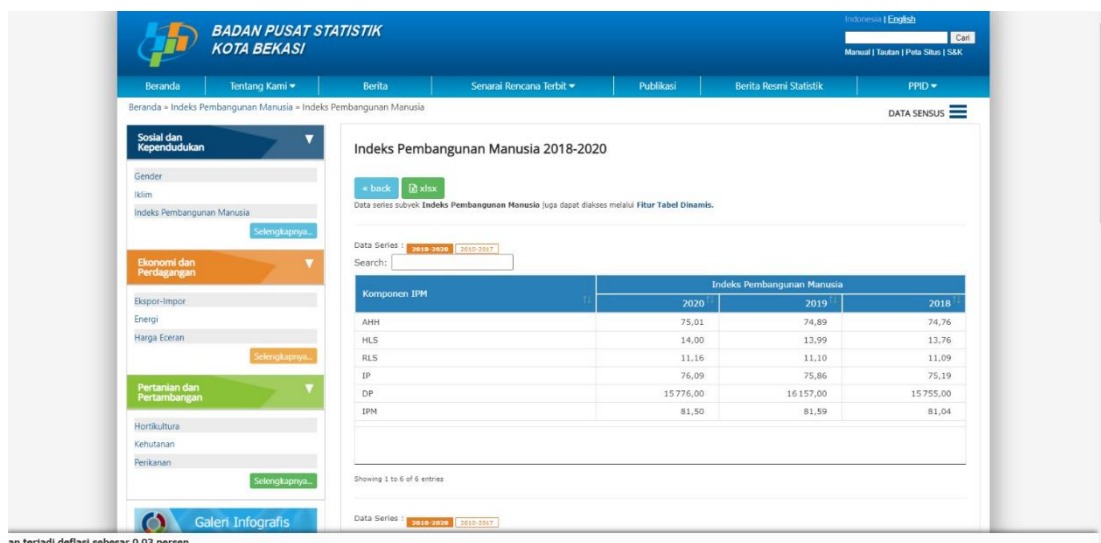 BADAN PUSAT STATISTIK
KOTA BEKASI
Indonesia | English
Cari
Manual | Tautan | Peta Situs | S&K
Beranda Tentang Kami Berita Senarai Rencana Terbit Publikasi Berita Resmi Statistik PPID
Beranda » Indeks Pembangunan Manusia » Indeks Pembangunan Manusia
DATA SENSUS
Sosial dan
Kependudukan
Gender
Iklim
Indeks Pembangunan Manusia
Selengkapnya...
Ekonomi dan
Perdagangan
Ekspor-Impor
Energi
Harga Eceran
Selengkapnya...
Pertanian dan
Pertambangan
Hortikultura
Kehutanan
Perikanan
Selengkapnya...
Galeri Infografis
Indeks Pembangunan Manusia 2018-2020
« back xlsx
Data series subyek Indeks Pembangunan Manusia juga dapat diakses melalui Fitur Tabel Dinamis.
Data Series : 2018-2020 2010-2017
Search:
Komponen IPM Indeks Pembangunan Manusia
2020 2019 2018
AHH 75,01 74,89 74,76
HLS 14,00 13,99 13,76
RLS 11,16 11,10 11,09
IP 76,09 75,86 75,19
DP 15 776,00 16 157,00 15 755,00
IPM 81,50 81,59 81,04
Showing 1 to 6 of 6 entries
Data Series : 2018-2020 2010-2017
an terjadi deflasi sebesar 0,03 persen